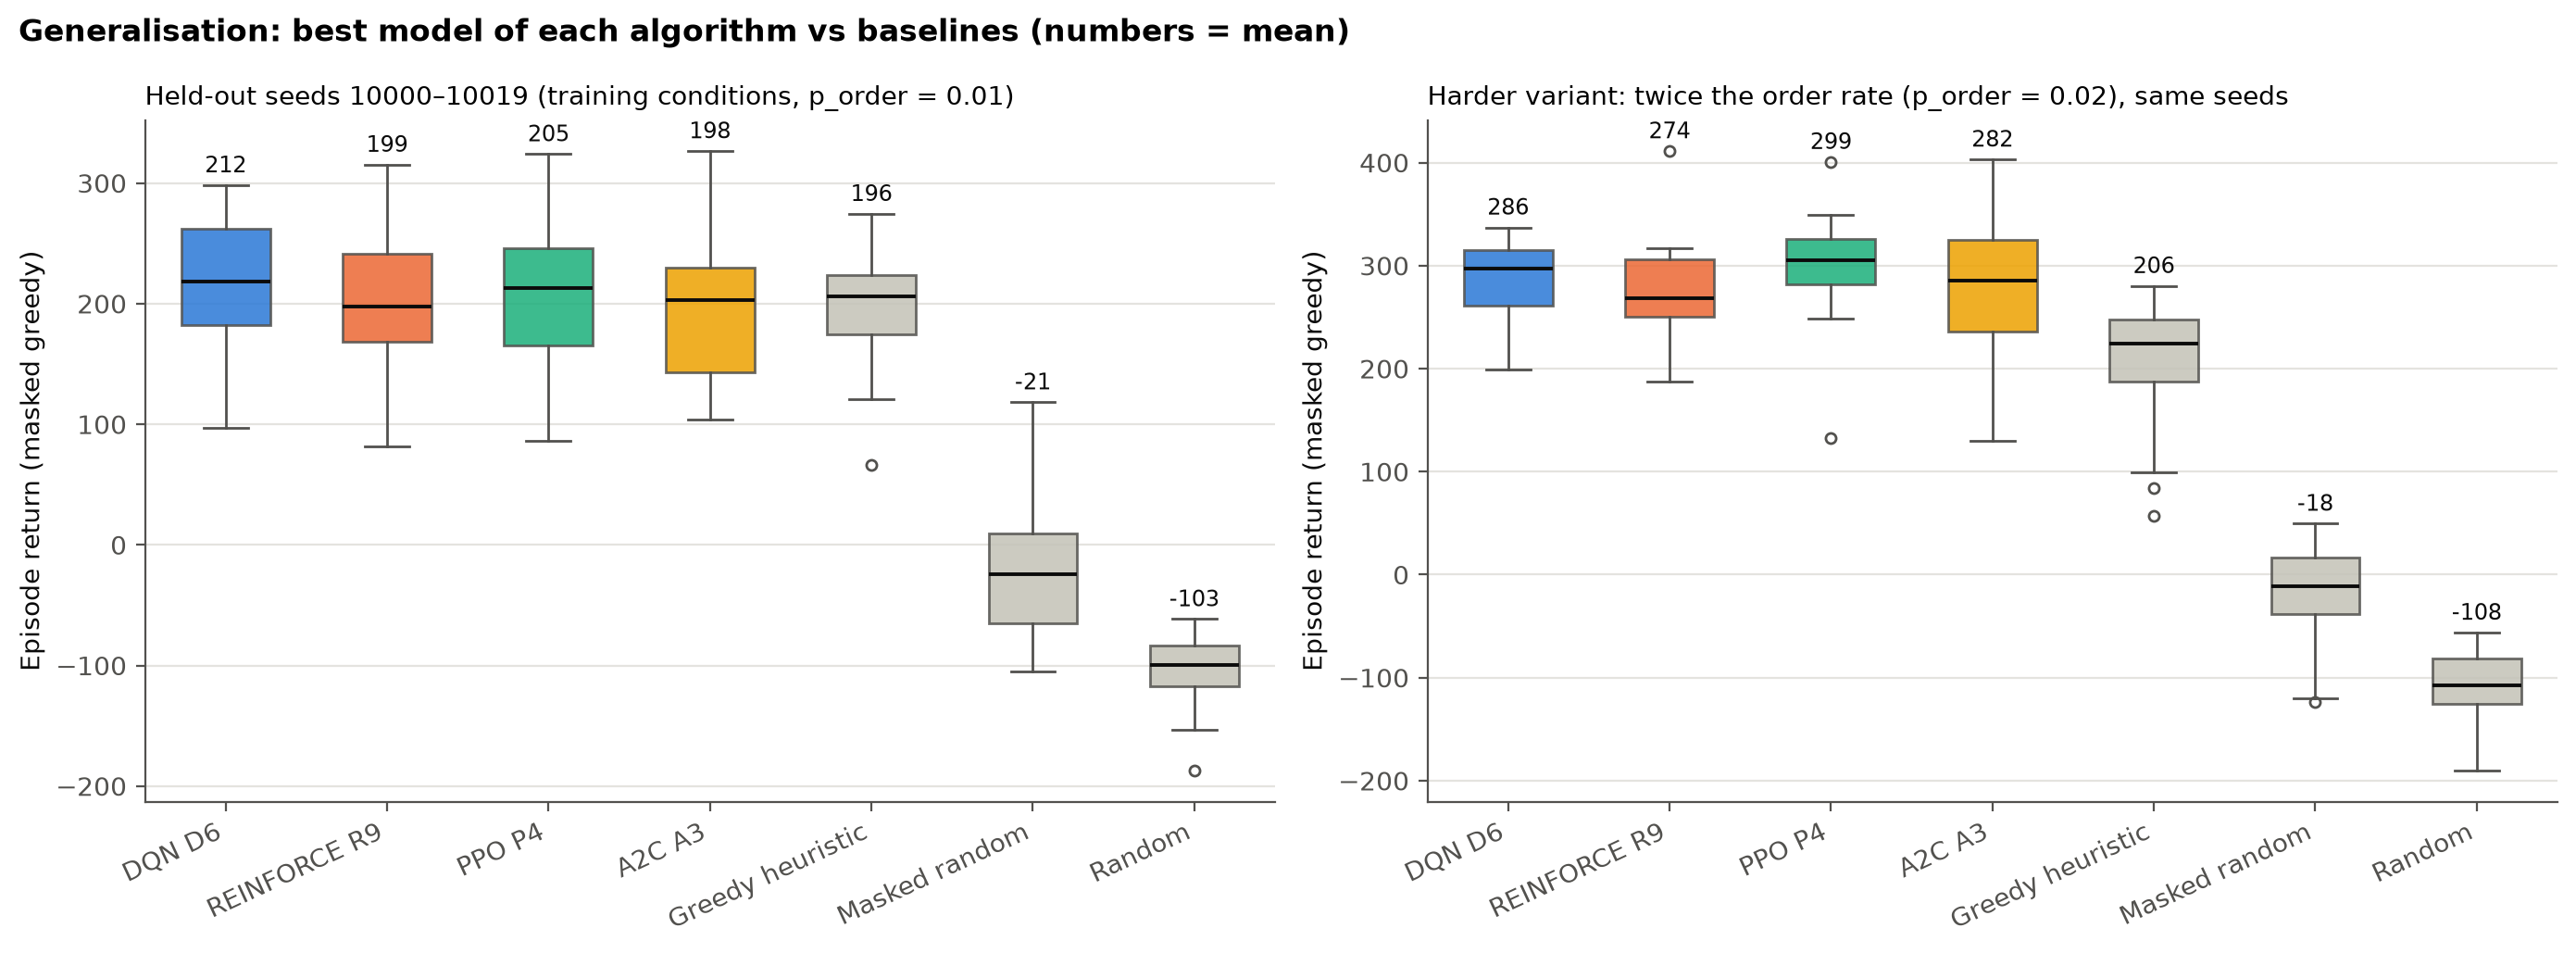 Generalisation: best model of each algorithm vs baselines (numbers = mean)
Held-out seeds 10000–10019 (training conditions, p_order = 0.01)
Episode return (masked greedy)
300
200
100
0
−100
−200
212
199
205
198
196
-21
-103
DQN D6
REINFORCE R9
PPO P4
A2C A3
Greedy heuristic
Masked random
Random
Harder variant: twice the order rate (p_order = 0.02), same seeds
Episode return (masked greedy)
400
300
200
100
0
−100
−200
286
274
299
282
206
-18
-108
DQN D6
REINFORCE R9
PPO P4
A2C A3
Greedy heuristic
Masked random
Random